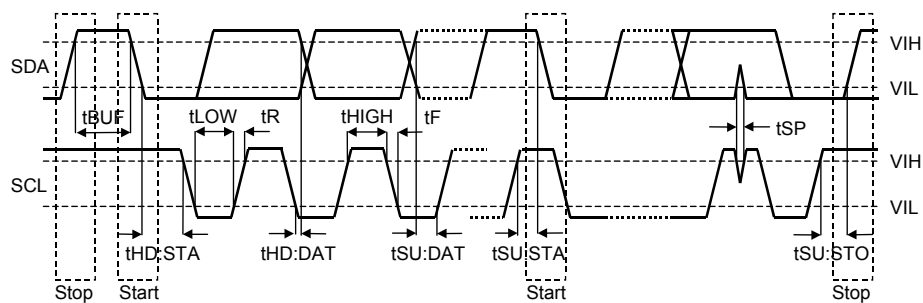 VIH
SDA
VIL
tBUF
tLOW
tR
tHIGH
tF
tSP
VIH
SCL
VIL
tHD:STA
tHD:DAT
tSU:DAT
tSU:STA
tSU:STO
Stop
Start
Start
Stop